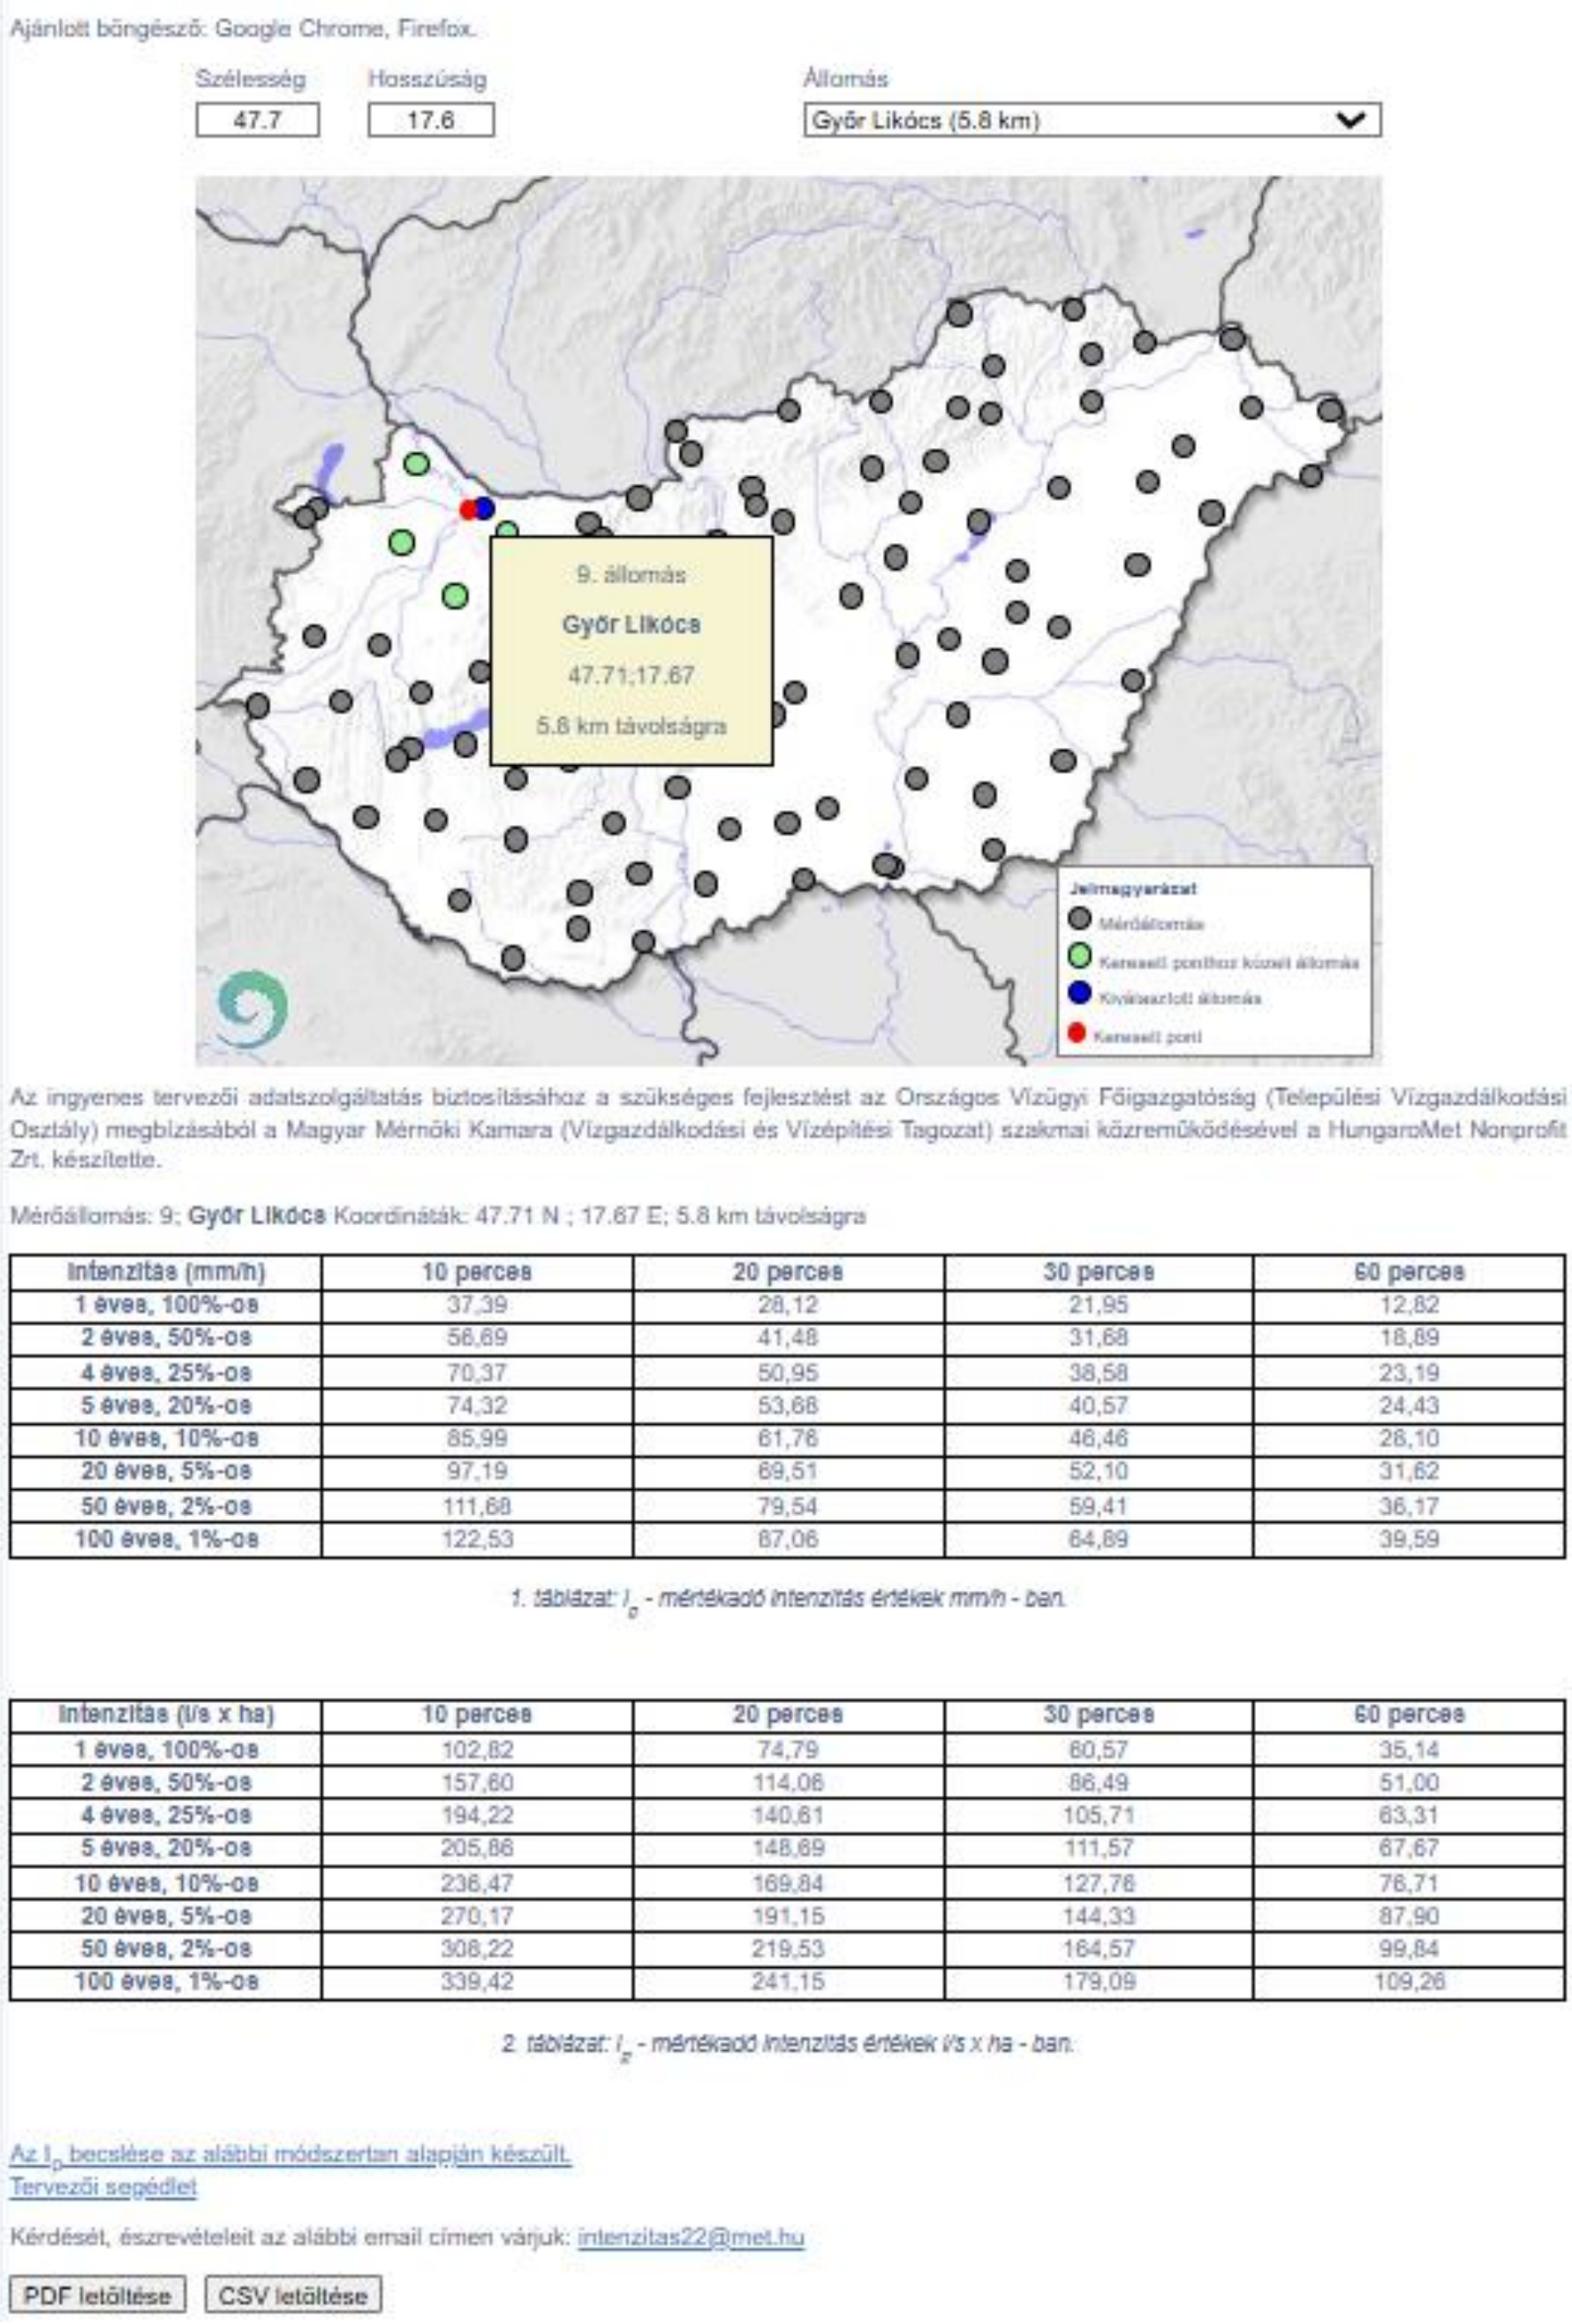 Ajánlott böngésző: Google Chrome, Firefox.
Szélesség Hosszúság Állomás
47.7 17.6 Győr Likócs (5.8 km)
9. állomás
Győr Likócs
47.71;17.67
5.8 km távolságra
Jelmagyarázat
Mérőállomás
Keresett ponthoz közeli állomás
Kiválasztott állomás
Keresett pont
Az ingyenes tervezői adatszolgáltatás biztosításához a szükséges fejlesztést az Országos Vízügyi Főigazgatóság (Települési Vízgazdálkodási
Osztály) megbízásából a Magyar Mérnöki Kamara (Vízgazdálkodási és Vízépítési Tagozat) szakmai közreműködésével a HungaroMet Nonprofit
Zrt. készítette.
Mérőállomás: 9; Győr Likócs Koordináták: 47.71 N ; 17.67 E; 5.8 km távolságra
Intenzitás (mm/h) 10 perces 20 perces 30 perces 60 perces
1 éves, 100%-os 37,39 28,12 21,95 12,82
2 éves, 50%-os 56,69 41,48 31,68 18,89
4 éves, 25%-os 70,37 50,95 38,58 23,19
5 éves, 20%-os 74,32 53,68 40,57 24,43
10 éves, 10%-os 85,99 61,76 46,46 28,10
20 éves, 5%-os 97,19 69,51 52,10 31,62
50 éves, 2%-os 111,68 79,54 59,41 36,17
100 éves, 1%-os 122,53 87,06 64,89 39,59
1. táblázat: Ip - mértékadó intenzitás értékek mm/h - ban.
Intenzitás (l/s x ha) 10 perces 20 perces 30 perces 60 perces
1 éves, 100%-os 102,82 74,79 60,57 35,14
2 éves, 50%-os 157,60 114,06 86,49 51,00
4 éves, 25%-os 194,22 140,61 105,71 63,31
5 éves, 20%-os 205,86 148,69 111,57 67,67
10 éves, 10%-os 236,47 169,84 127,76 76,71
20 éves, 5%-os 270,17 191,15 144,33 87,90
50 éves, 2%-os 308,22 219,53 164,57 99,84
100 éves, 1%-os 339,42 241,15 179,09 109,26
2. táblázat: Ip - mértékadó intenzitás értékek l/s x ha - ban.
Az Ip becslése az alábbi módszertan alapján készült.
Tervezői segédlet
Kérdését, észrevételeit az alábbi email címen várjuk: intenzitas22@met.hu
PDF letöltése CSV letöltése